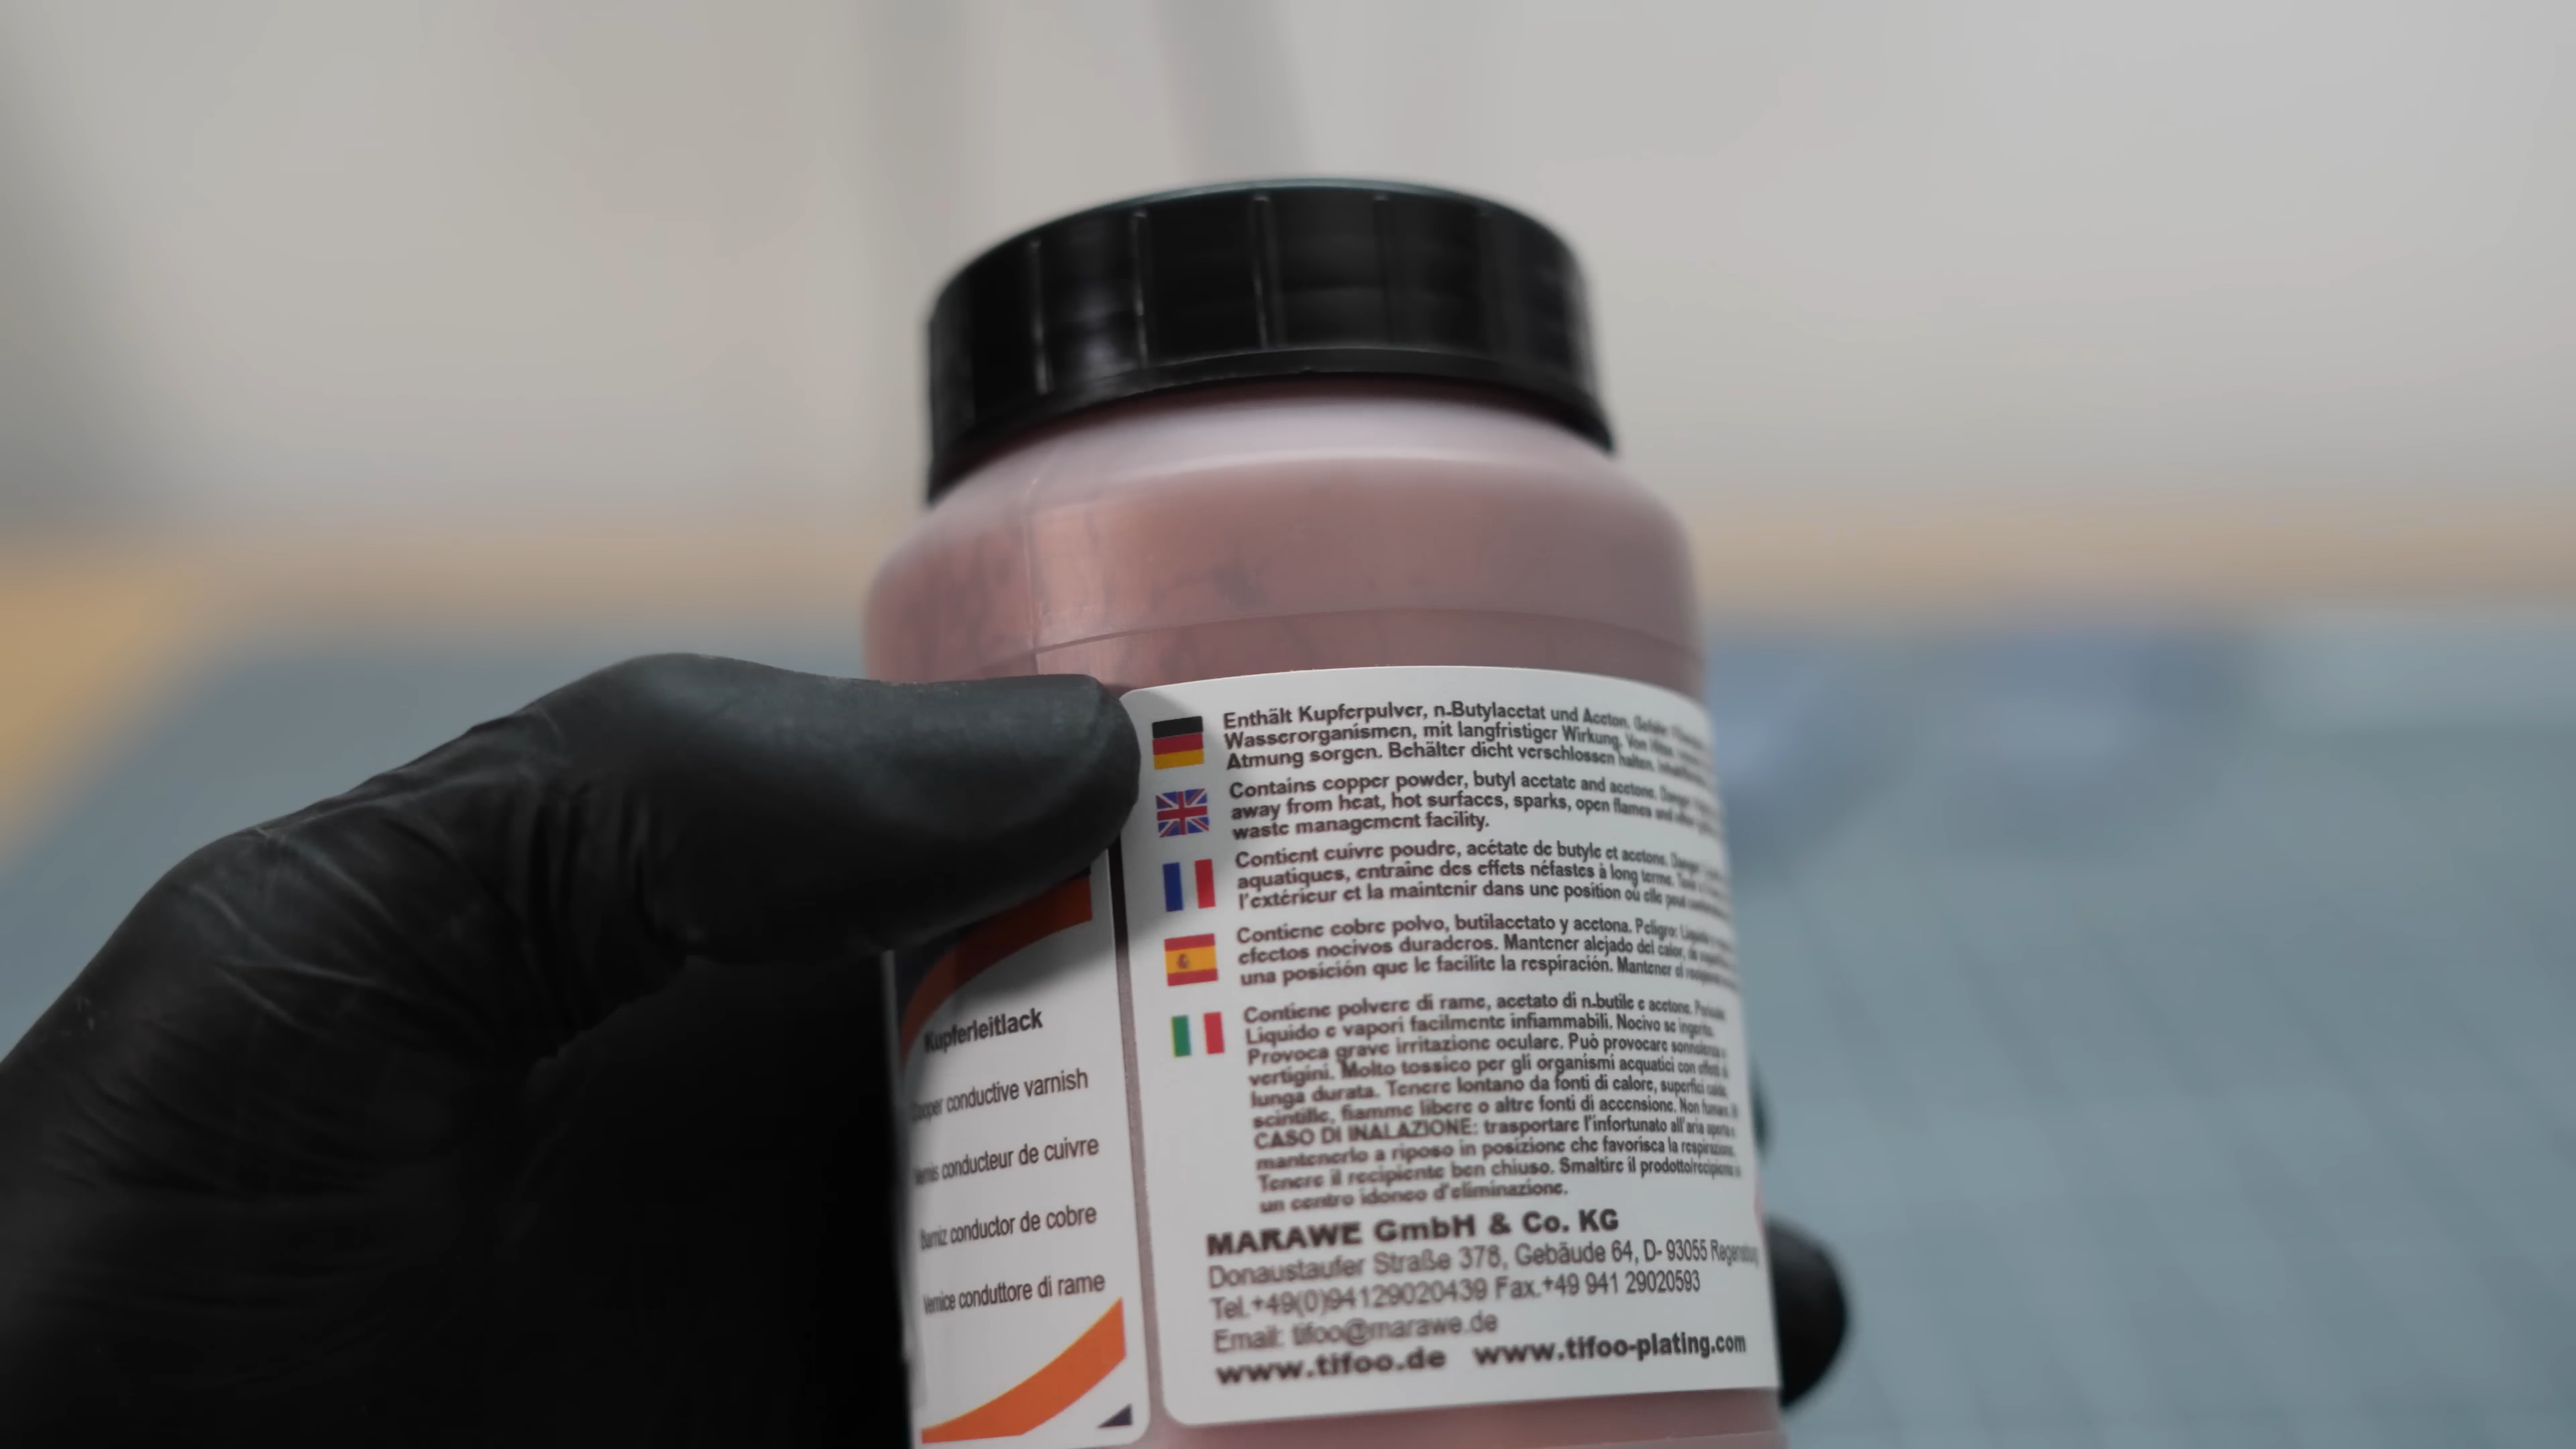 Kupferleitlack
conductive varnish
conducteur de cuivre
Barniz conductor de cobre
Vernice conduttore di rame
Enthält Kupferpulver, n-Butylacetat und Aceton.
Wasserorganismen, mit langfristiger Wirkung. Von
Atmung sorgen. Behälter dicht verschlossen halten.
Contains copper powder, butyl acetate and acetone.
away from heat, hot surfaces, sparks, open flames and
waste management facility.
Contient cuivre poudre, acétate de butyle et acetone.
aquatiques, entraîne des effets néfastes à long terme.
l'extérieur et la maintenir dans une position où elle peut
Contiene cobre polvo, butilacetato y acetona. Peligro:
efectos nocivos duraderos. Mantener alejado del calor, de
una posición que le facilite la respiración. Mantener el
Contiene polvere di rame, acetato di n-butile e acetone.
Liquido e vapori facilmente infiammabili. Nocivo se ingerito.
Provoca grave irritazione oculare. Può provocare sonnolenza e
vertigini. Molto tossico per gli organismi acquatici con effetti di
lunga durata. Tenere lontano da fonti di calore, superfici calde,
scintille, fiamme libere o altre fonti di accensione. Non fumare.
CASO DI INALAZIONE: trasportare l'infortunato all'aria aperta e
mantenerlo a riposo in posizione che favorisca la respirazione.
Tenere il recipiente ben chiuso. Smaltire il prodotto/recipiente
un centro idoneo d'eliminazione.
MARAWE GmbH & Co. KG
Donaustaufer Straße 378, Gebäude 64, D- 93055 Regensburg
Tel.+49(0)94129020439 Fax.+49 941 29020593
Email: tifoo@marawe.de
www.tifoo.de www.tifoo-plating.com